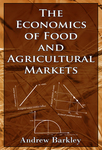 THE
ECONOMICS
OF FOOD
AND
AGRICULTURAL
MARKETS
ANDREW BARKLEY